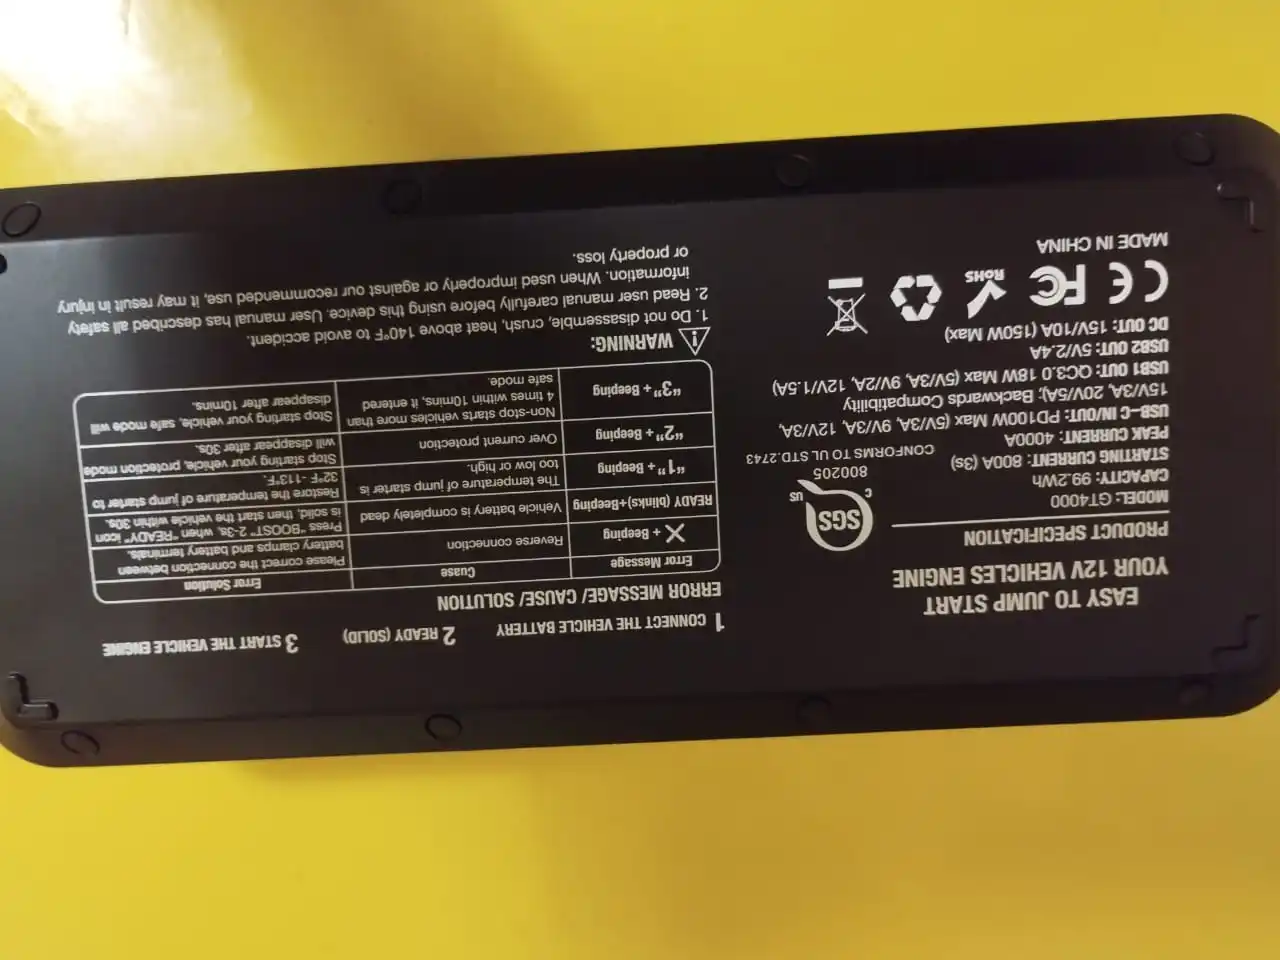 EASY TO JUMP START
YOUR 12V VEHICLES ENGINE
PRODUCT SPECIFICATION
MODEL: GT4000
CAPACITY: 99.2Wh
STARTING CURRENT: 800A (3s)
PEAK CURRENT: 4000A
USB-C IN/OUT: PD100W Max (5V/3A, 9V/3A, 12V/3A,
15V/3A, 20V/5A); Backwards Compatibility
USB1 OUT: QC3.0 18W Max (5V/3A, 9V/2A, 12V/1.5A)
USB2 OUT: 5V/2.4A
DC OUT: 15V/10A (150W Max)
CE FC RoHS
MADE IN CHINA
SGS
C US
800205
CONFORMS TO UL STD.2743
1 CONNECT THE VEHICLE BATTERY 2 READY (SOLID) 3 START THE VEHICLE ENGINE
ERROR MESSAGE/ CAUSE/ SOLUTION
Error Message Cuase Error Solution
X + Beeping Reverse connection Please correct the connection between
battery clamps and battery terminals.
READY (blinks)+Beeping Vehicle battery is completely dead Press "BOOST" 2-3s, when "READY" icon
is solid, then start the vehicle within 30s.
"1" + Beeping The temperature of jump starter is
too low or high. Restore the temperature of jump starter to
32°F -113°F.
"2" + Beeping Over current protection Stop starting your vehicle, protection mode
will disappear after 30s.
"3" + Beeping Non-stop starts vehicles more than
4 times within 10mins, it entered
safe mode. Stop starting your vehicle, safe mode will
disappear after 10mins.
WARNING:
1. Do not disassemble, crush, heat above 140°F to avoid accident.
2. Read user manual carefully before using this device. User manual has described all safety
information. When used improperly or against our recommended use, it may result in injury
or property loss.